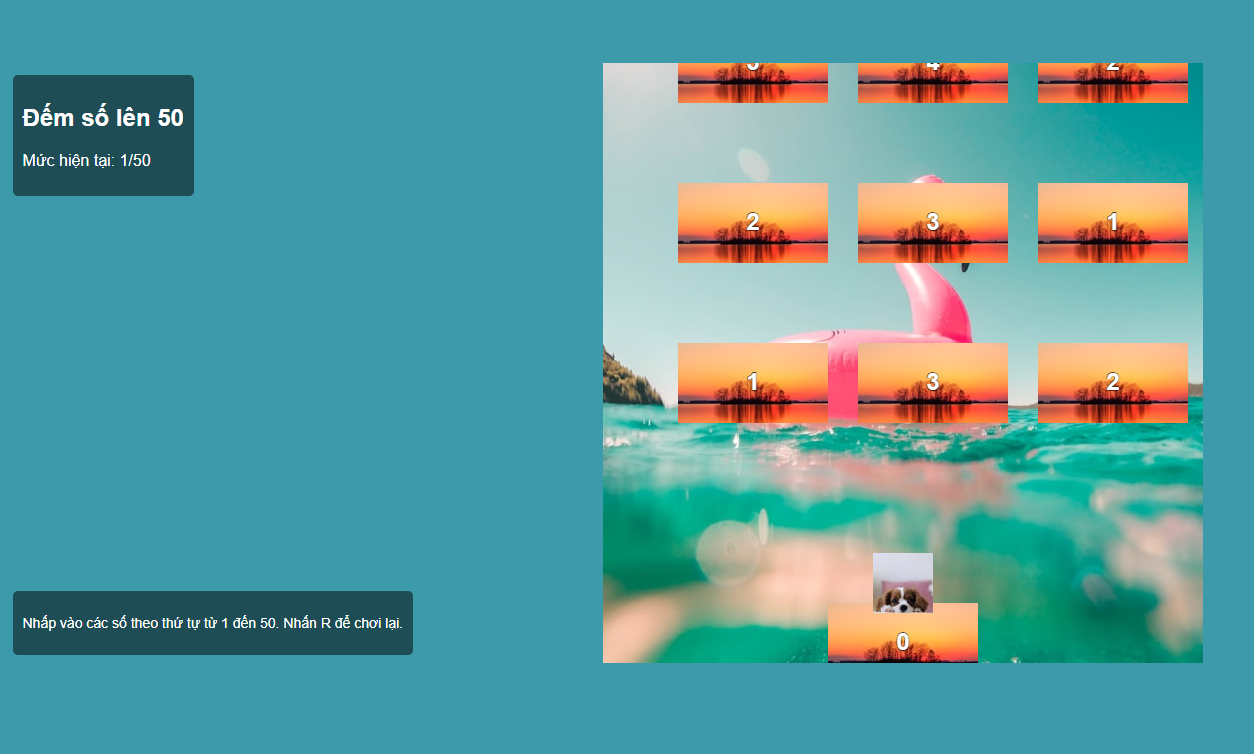 Đếm số lên 50
Mức hiện tại: 1/50
3 4 2
2 3 1
1 3 2
0
Nhấp vào các số theo thứ tự từ 1 đến 50. Nhấn R để chơi lại.